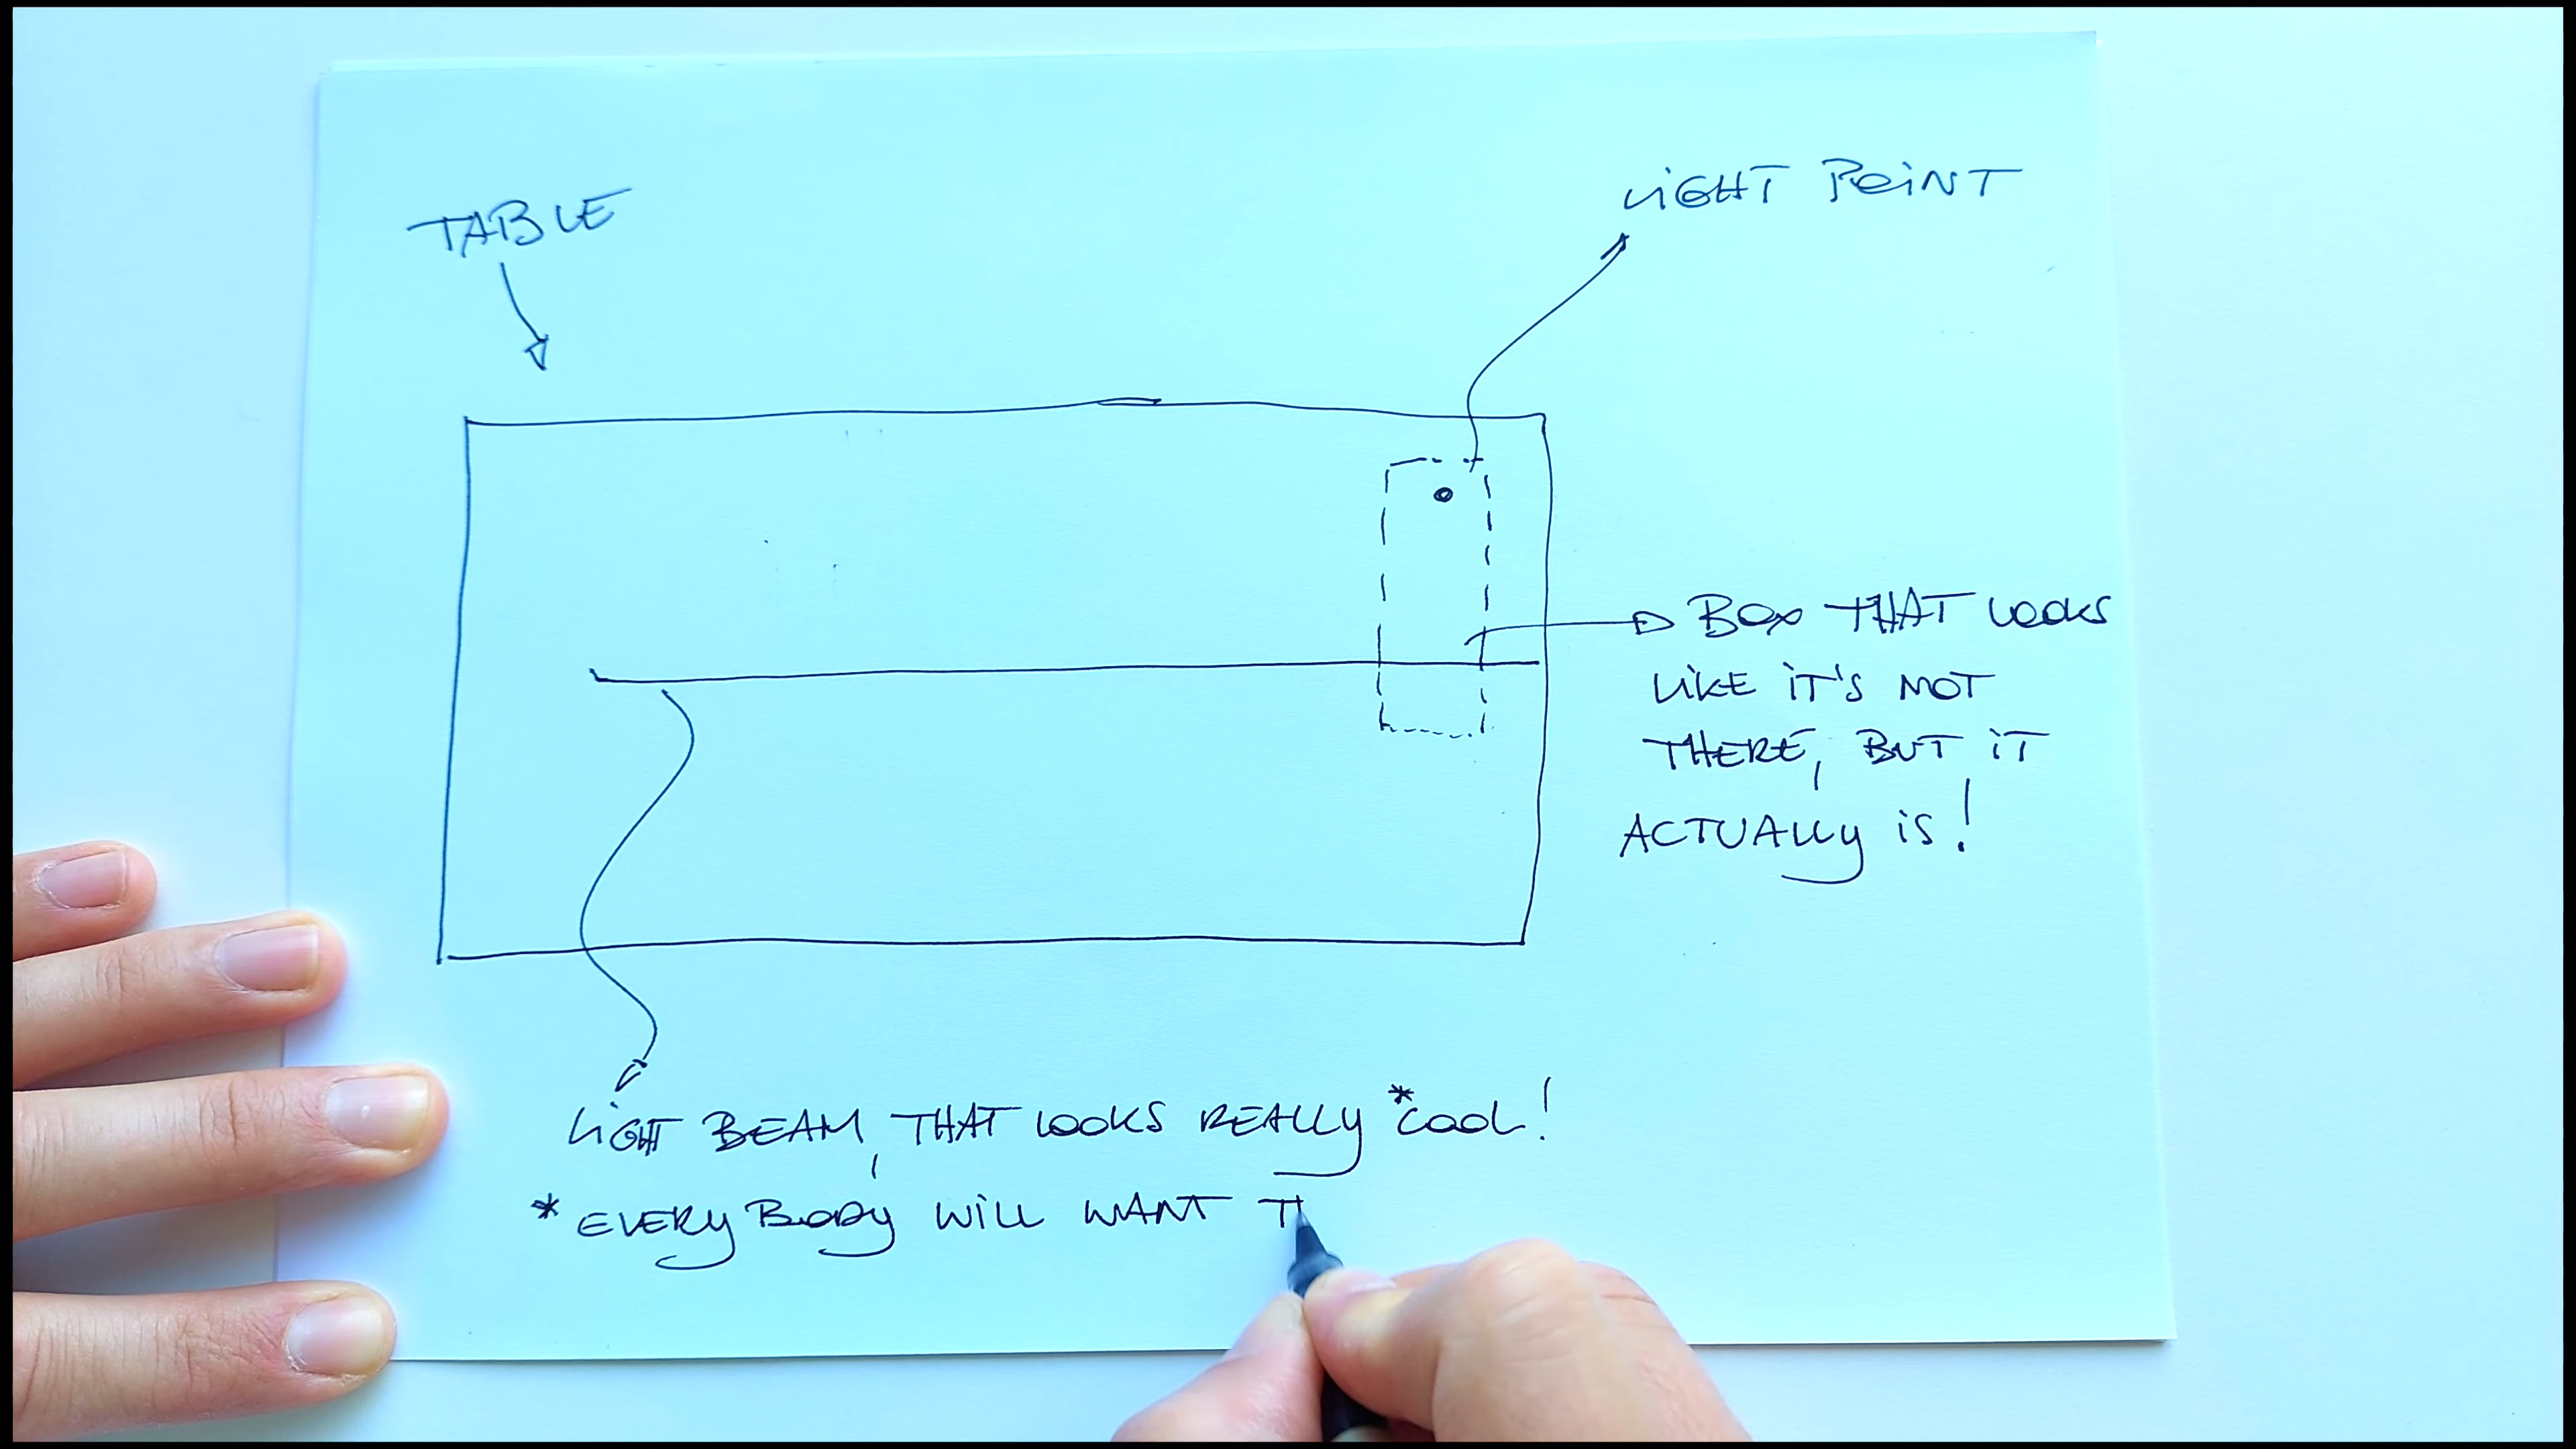 TABLE
LIGHT POINT
BOX THAT LOOKS
LIKE IT'S NOT
THERE, BUT IT
ACTUALLY IS!
LIGHT BEAM, THAT LOOKS REALLY *COOL!
* EVERYBODY WILL WANT TH